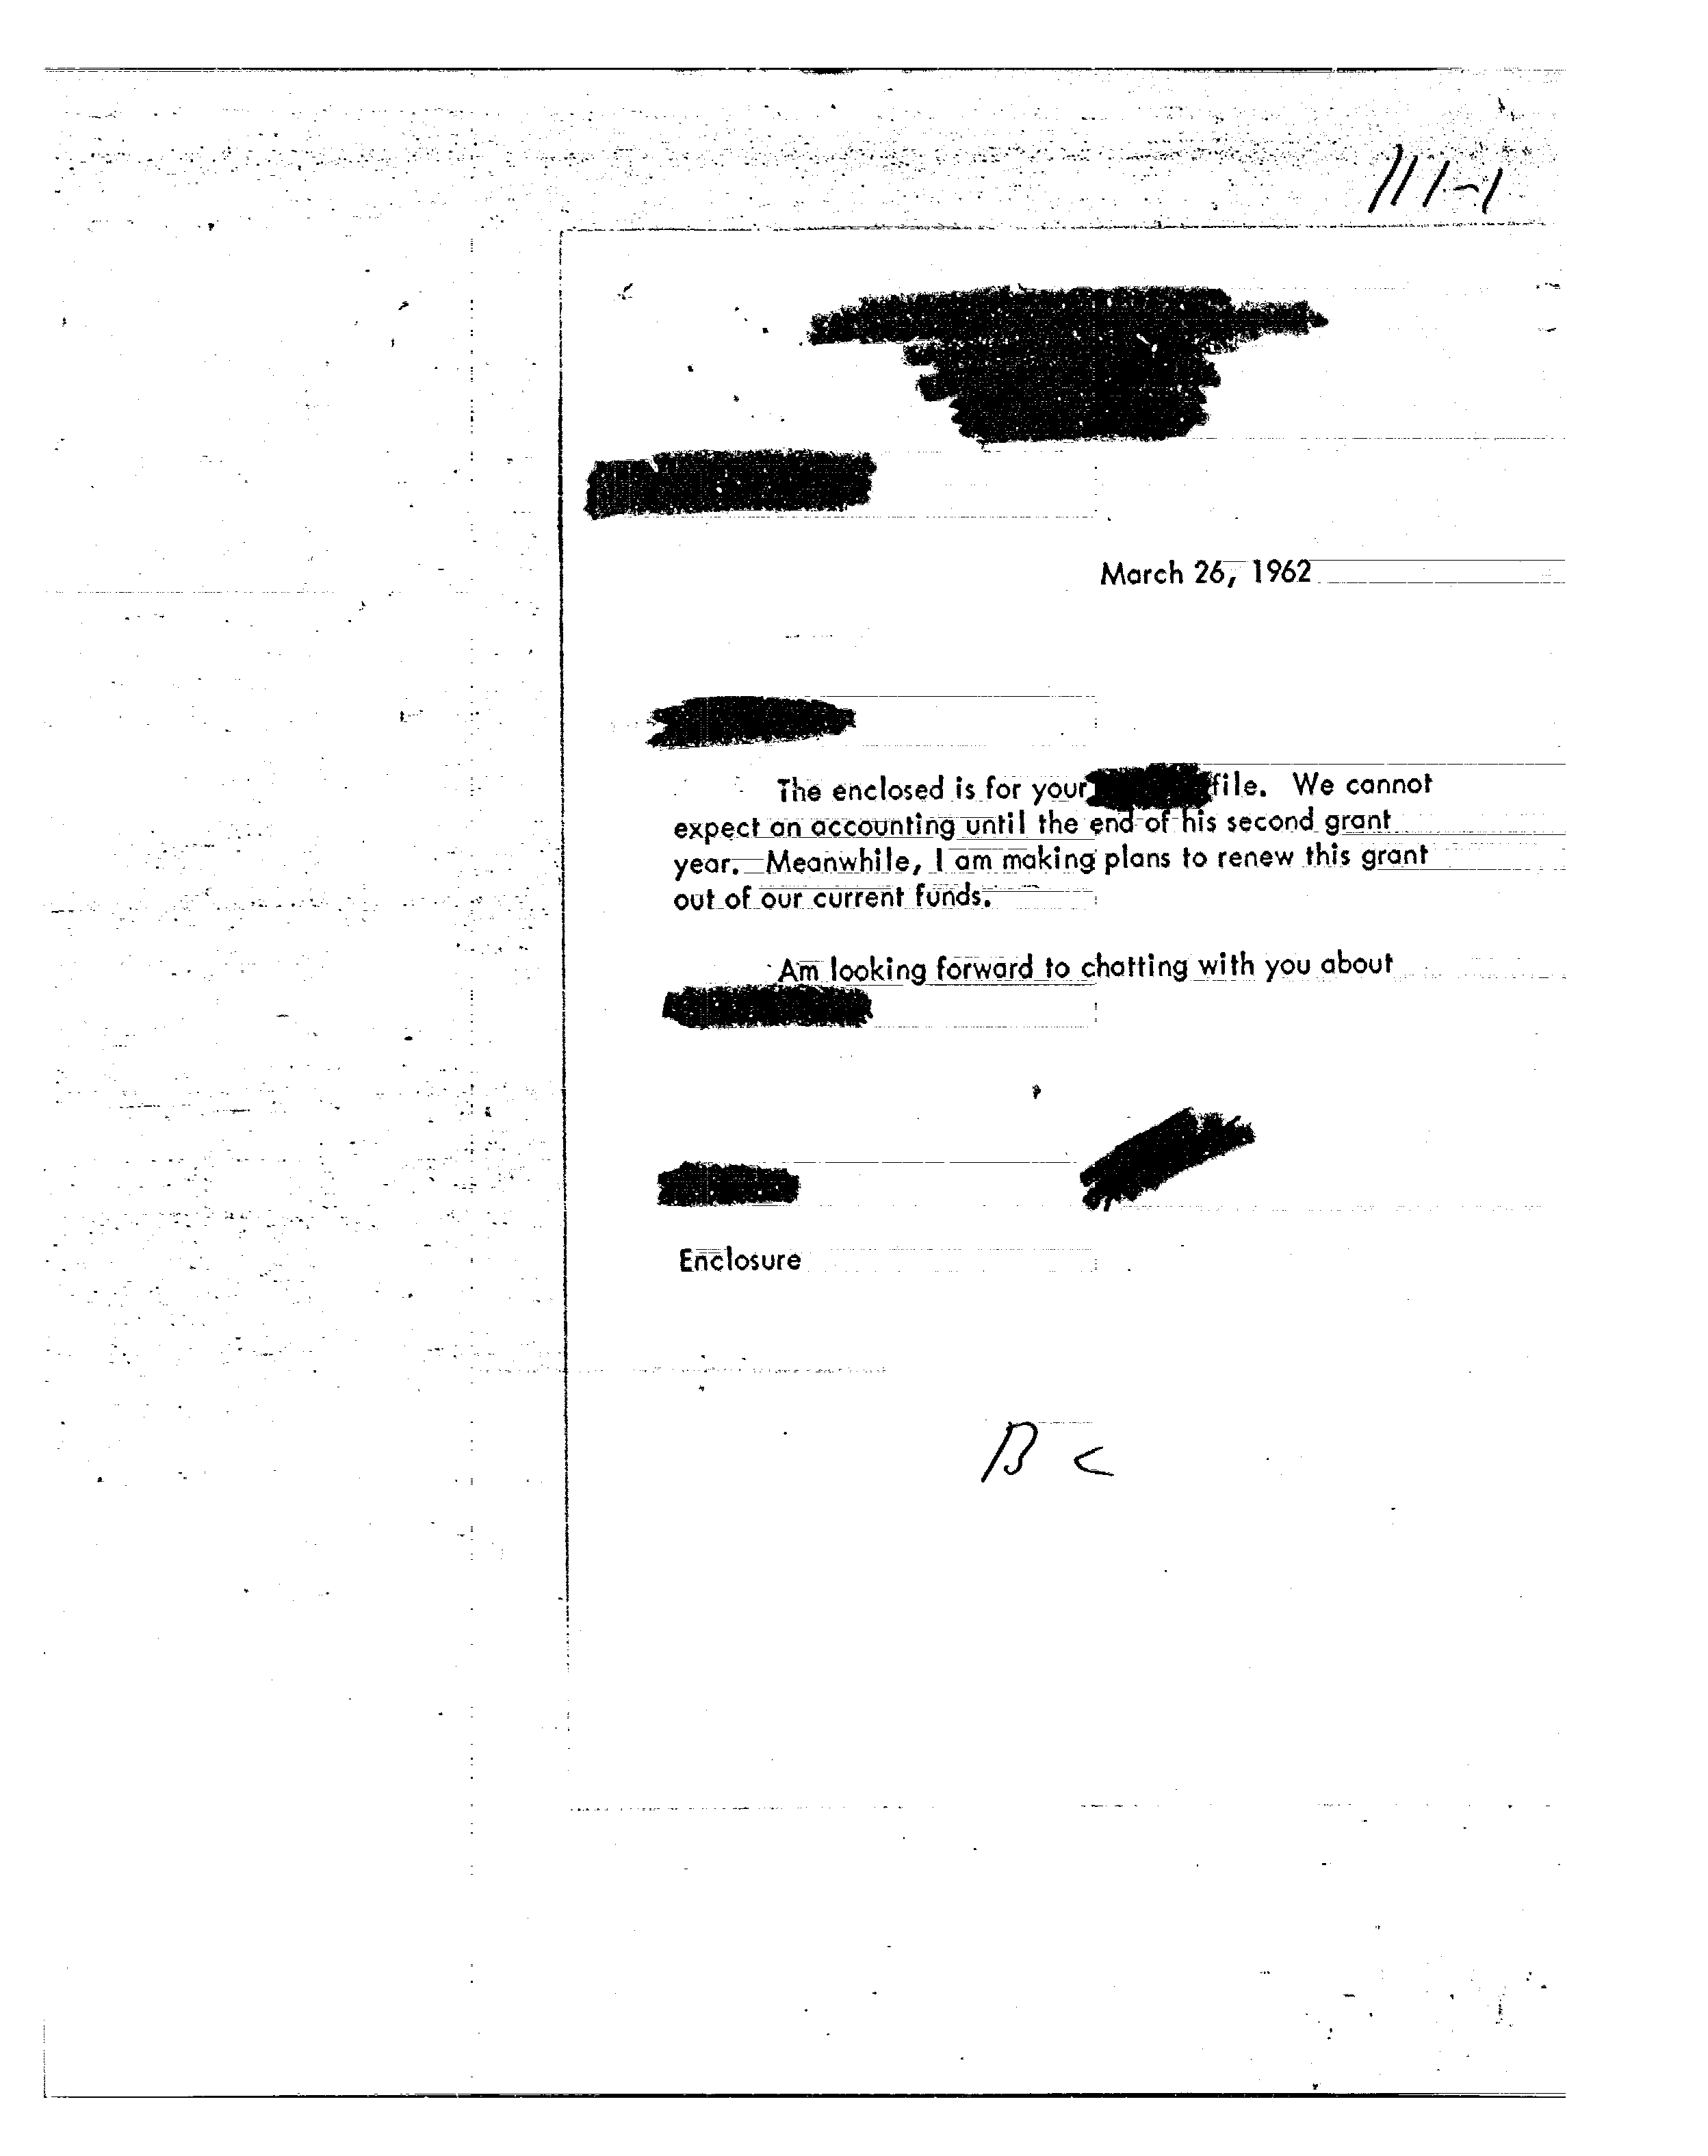 111-1
March 26, 1962
The enclosed is for your file. We cannot
expect an accounting until the end of his second grant
year. Meanwhile, I am making plans to renew this grant
out of our current funds.
Am looking forward to chatting with you about
Enclosure
B C